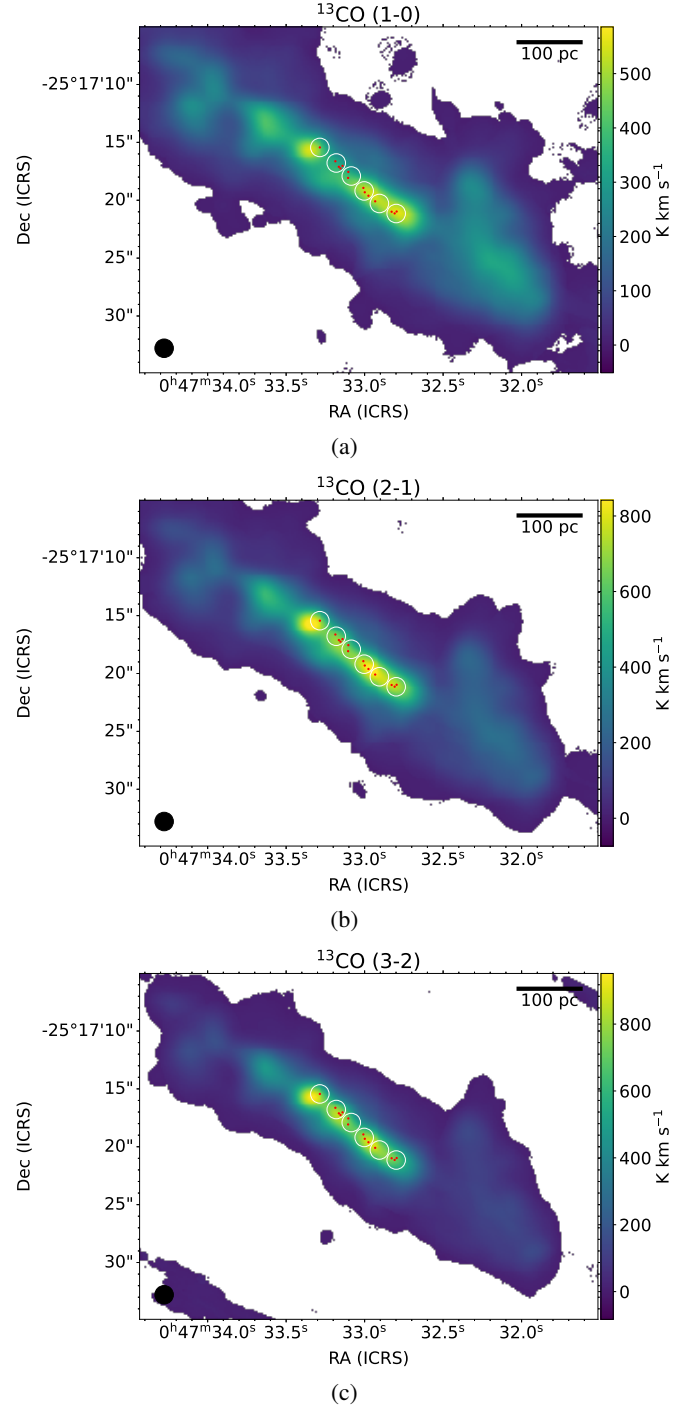 ¹³CO (1-0)
100 pc
-25°17'10"
15"
20"
25"
30"
Dec (ICRS)
0ʰ47ᵐ34.0ˢ 33.5ˢ 33.0ˢ 32.5ˢ 32.0ˢ
RA (ICRS)
500
400
300
200
100
0
K km s⁻¹
(a)
¹³CO (2-1)
100 pc
-25°17'10"
15"
20"
25"
30"
Dec (ICRS)
0ʰ47ᵐ34.0ˢ 33.5ˢ 33.0ˢ 32.5ˢ 32.0ˢ
RA (ICRS)
800
600
400
200
0
K km s⁻¹
(b)
¹³CO (3-2)
100 pc
-25°17'10"
15"
20"
25"
30"
Dec (ICRS)
0ʰ47ᵐ34.0ˢ 33.5ˢ 33.0ˢ 32.5ˢ 32.0ˢ
RA (ICRS)
800
600
400
200
0
K km s⁻¹
(c)